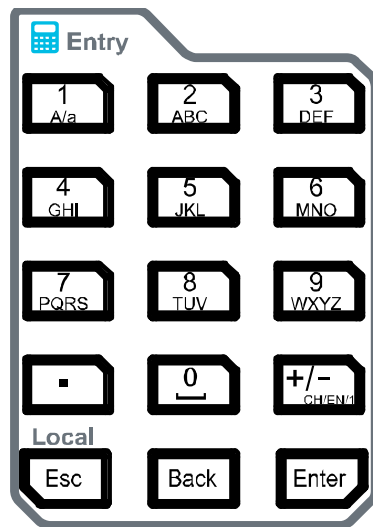 Entry
1 2 3
A/a ABC DEF
4 5 6
GHI JKL MNO
7 8 9
PQRS TUV WXYZ
. 0 +/-
CH/EN/1
Local
Esc Back Enter